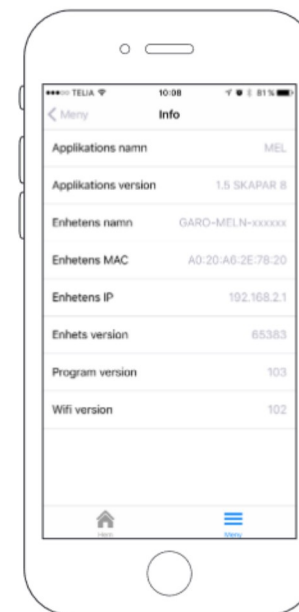 TELIA 10:08 81 %
Meny Info
Applikations namn MEL
Applikations version 1.5 SKAPAR 8
Enhetens namn GARO-MELN-xxxxxx
Enhetens MAC A0:20:A6:2E:78:20
Enhetens IP 192.168.2.1
Enhets version 65383
Program version 103
Wifi version 102
Hem Meny